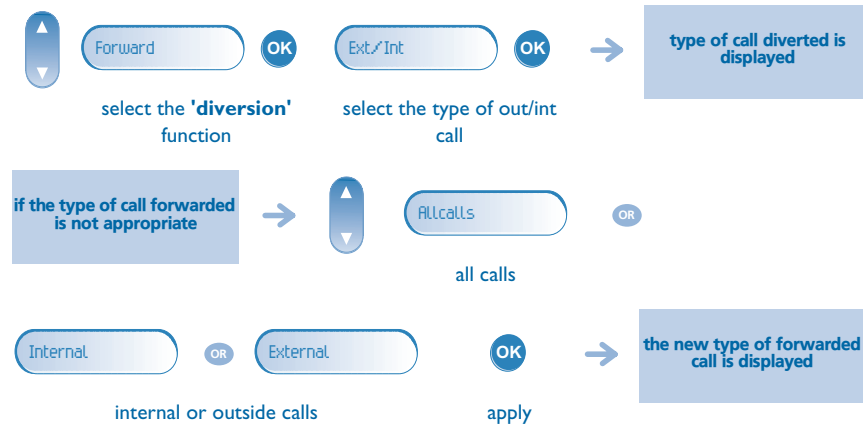 Forward
OK
Ext/Int
OK
type of call diverted is
displayed
select the 'diversion'
function
select the type of out/int
call
if the type of call forwarded
is not appropriate
Allcalls
OR
all calls
Internal
OR
External
OK
the new type of forwarded
call is displayed
internal or outside calls
apply